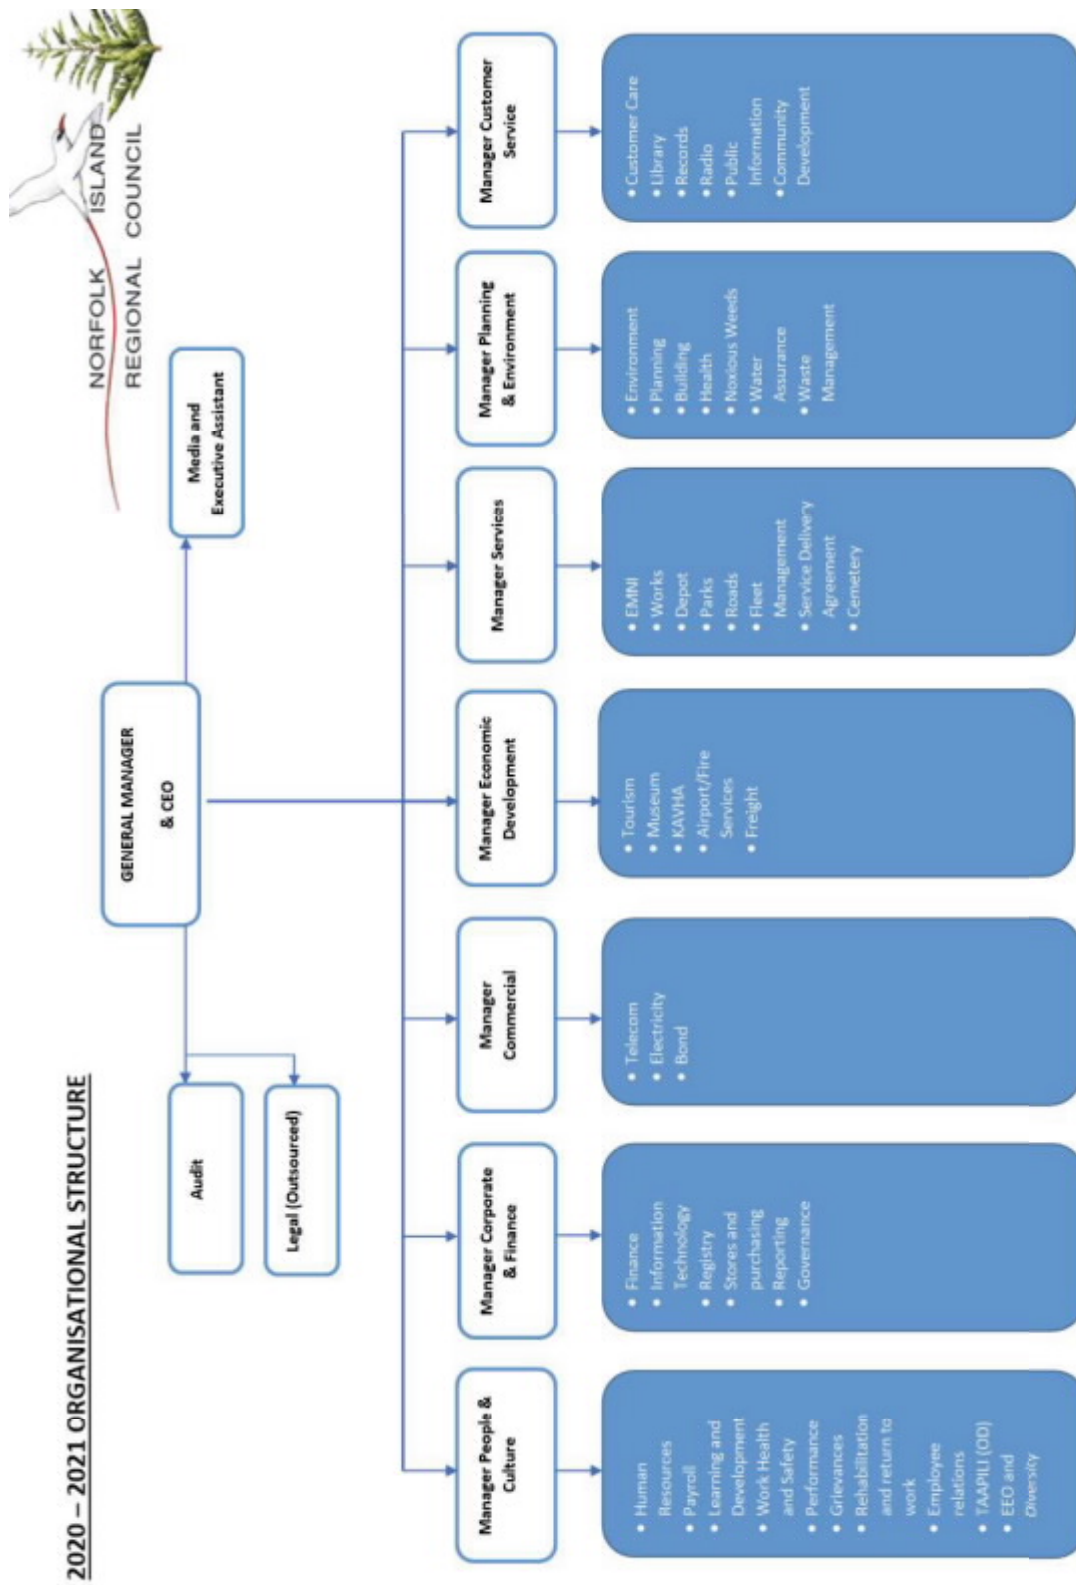 2020 – 2021 ORGANISATIONAL STRUCTURE
NORFOLK ISLAND
REGIONAL COUNCIL
GENERAL MANAGER
& CEO
Audit
Legal (Outsourced)
Media and
Executive Assistant
Manager People &
Culture
Manager Corporate
& Finance
Manager
Commercial
Manager Economic
Development
Manager Services
Manager Planning
& Environment
Manager Customer
Service
• Human
Resources
• Payroll
• Learning and
Development
• Work Health
and Safety
• Performance
• Grievances
• Rehabilitation
and return to
work
• Employee
relations
• TAAPILI (OD)
• EEO and
Diversity
• Finance
• Information
Technology
• Registry
• Stores and
purchasing
• Reporting
• Governance
• Telecom
• Electricity
• Bond
• Tourism
• Museum
• KAVHA
• Airport/Fire
Services
• Freight
• EMNI
• Works
• Depot
• Parks
• Roads
• Fleet
Management
• Service Delivery
Agreement
• Cemetery
• Environment
• Planning
• Building
• Health
• Noxious Weeds
• Water
Assurance
• Waste
Management
• Customer Care
• Library
• Records
• Radio
• Public
Information
• Community
Development